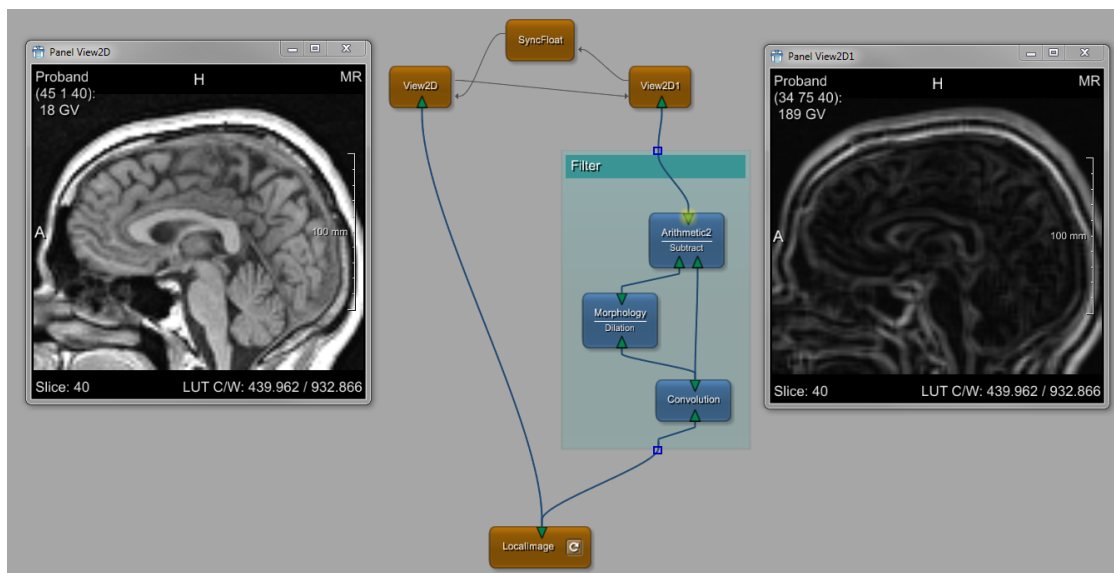 Panel View2D
Proband
(45 1 40):
18 GV
H
MR
A
100 mm
Slice: 40
LUT C/W: 439.962 / 932.866
SyncFloat
View2D
View2D1
Filter
Arithmetic2
Subtract
Morphology
Dilation
Convolution
LocalImage
Panel View2D1
Proband
(34 75 40):
189 GV
H
MR
A
100 mm
Slice: 40
LUT C/W: 439.962 / 932.866